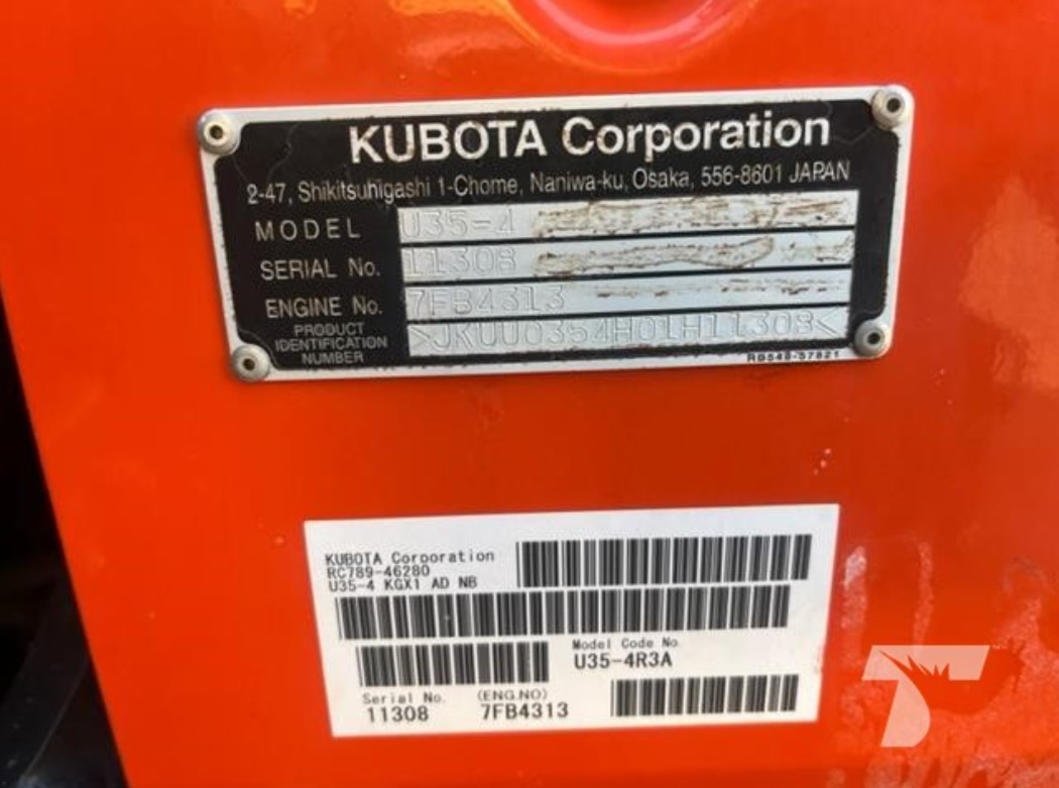 KUBOTA Corporation
2-47, Shikitsuhigashi 1-Chome, Naniwa-ku, Osaka, 556-8601 JAPAN
MODEL U35-4
SERIAL No. 11308
ENGINE No. 7FB4313
PRODUCT IDENTIFICATION NUMBER >JKUU0354H01H11308<
RB548-57821
KUBOTA Corporation
RC789-46280
U35-4 KGX1 AD NB
Model Code No.
U35-4R3A
Serial No. (ENG.NO)
11308 7FB4313